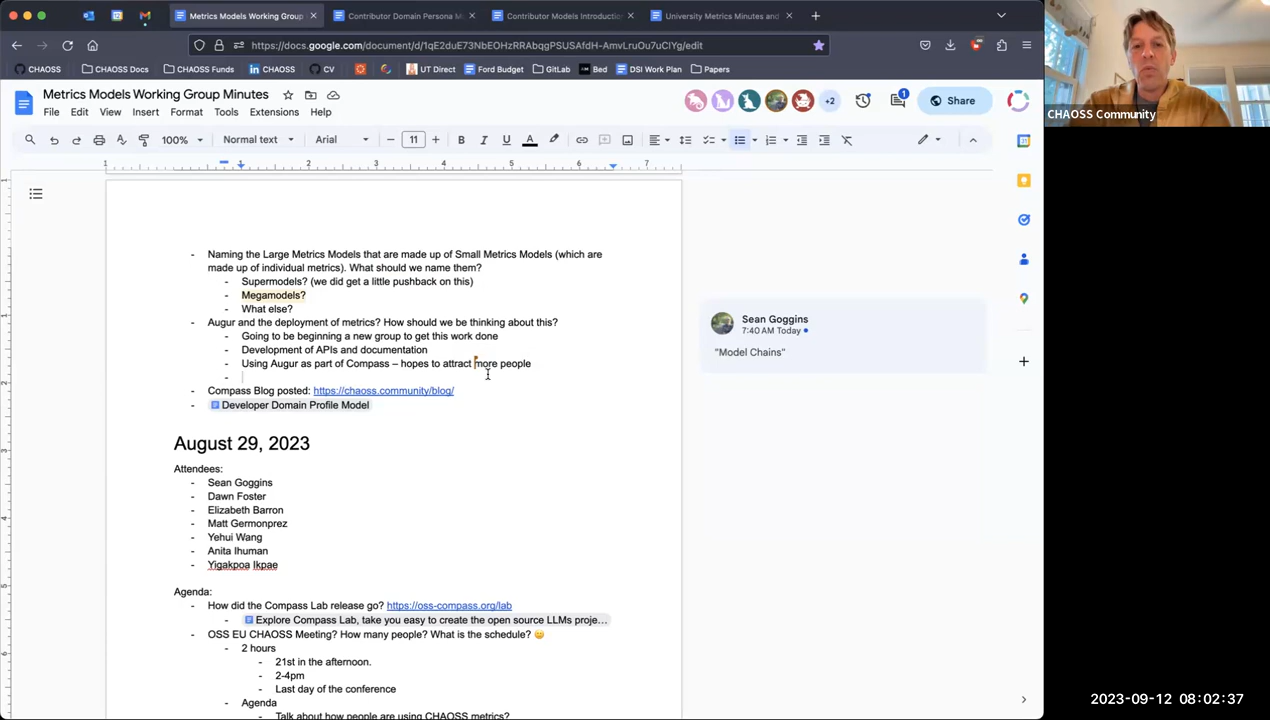 Metrics Models Working Group
Contributor Domain Persona M
Contributor Models Introduction
University Metrics Minutes and
https://docs.google.com/document/d/1qE2duE73NbEOHzRRAbqgPSUSAfdH-AmvLruOu7uClYg/edit
CHAOSS
CHAOSS Docs
CHAOSS Funds
CHAOSS
CV
UT Direct
Ford Budget
GitLab
Bed
DSI Work Plan
Papers
Metrics Models Working Group Minutes
+2
1
Share
File Edit View Insert Format Tools Extensions Help
100% Normal text Arial 11
CHAOSS Community
- Naming the Large Metrics Models that are made up of Small Metrics Models (which are
made up of individual metrics). What should we name them?
- Supermodels? (we did get a little pushback on this)
- Megamodels?
- What else?
- Augur and the deployment of metrics? How should we be thinking about this?
- Going to be beginning a new group to get this work done
- Development of APIs and documentation
- Using Augur as part of Compass – hopes to attract more people
-
- Compass Blog posted: https://chaoss.community/blog/
- Developer Domain Profile Model
Sean Goggins
7:40 AM Today
"Model Chains"
August 29, 2023
Attendees:
- Sean Goggins
- Dawn Foster
- Elizabeth Barron
- Matt Germonprez
- Yehui Wang
- Anita Ihuman
- Yigakpoa Ikpae
Agenda:
- How did the Compass Lab release go? https://oss-compass.org/lab
- Explore Compass Lab, take you easy to create the open source LLMs proje...
- OSS EU CHAOSS Meeting? How many people? What is the schedule? 🙂
- 2 hours
- 21st in the afternoon.
- 2-4pm
- Last day of the conference
- Agenda
- Talk about how people are using CHAOSS metrics?
2023-09-12 08:02:37